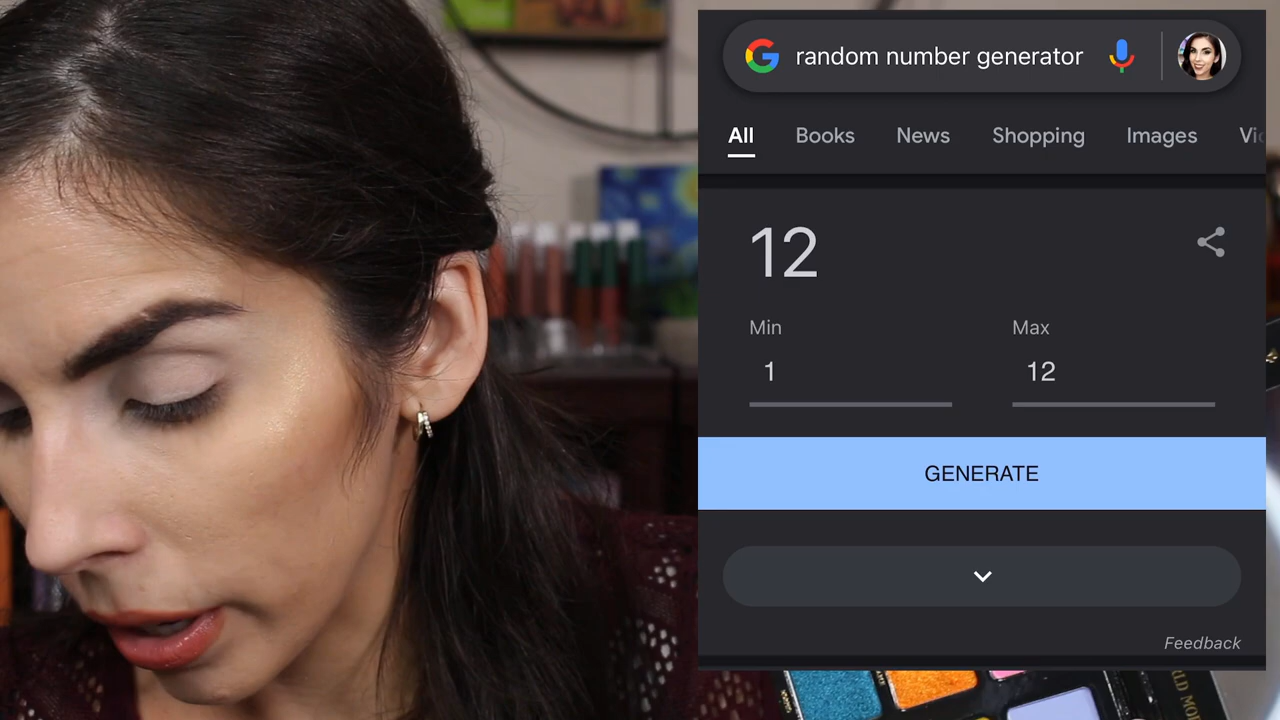 random number generator
All Books News Shopping Images
12
Min Max
1 12
GENERATE
Feedback